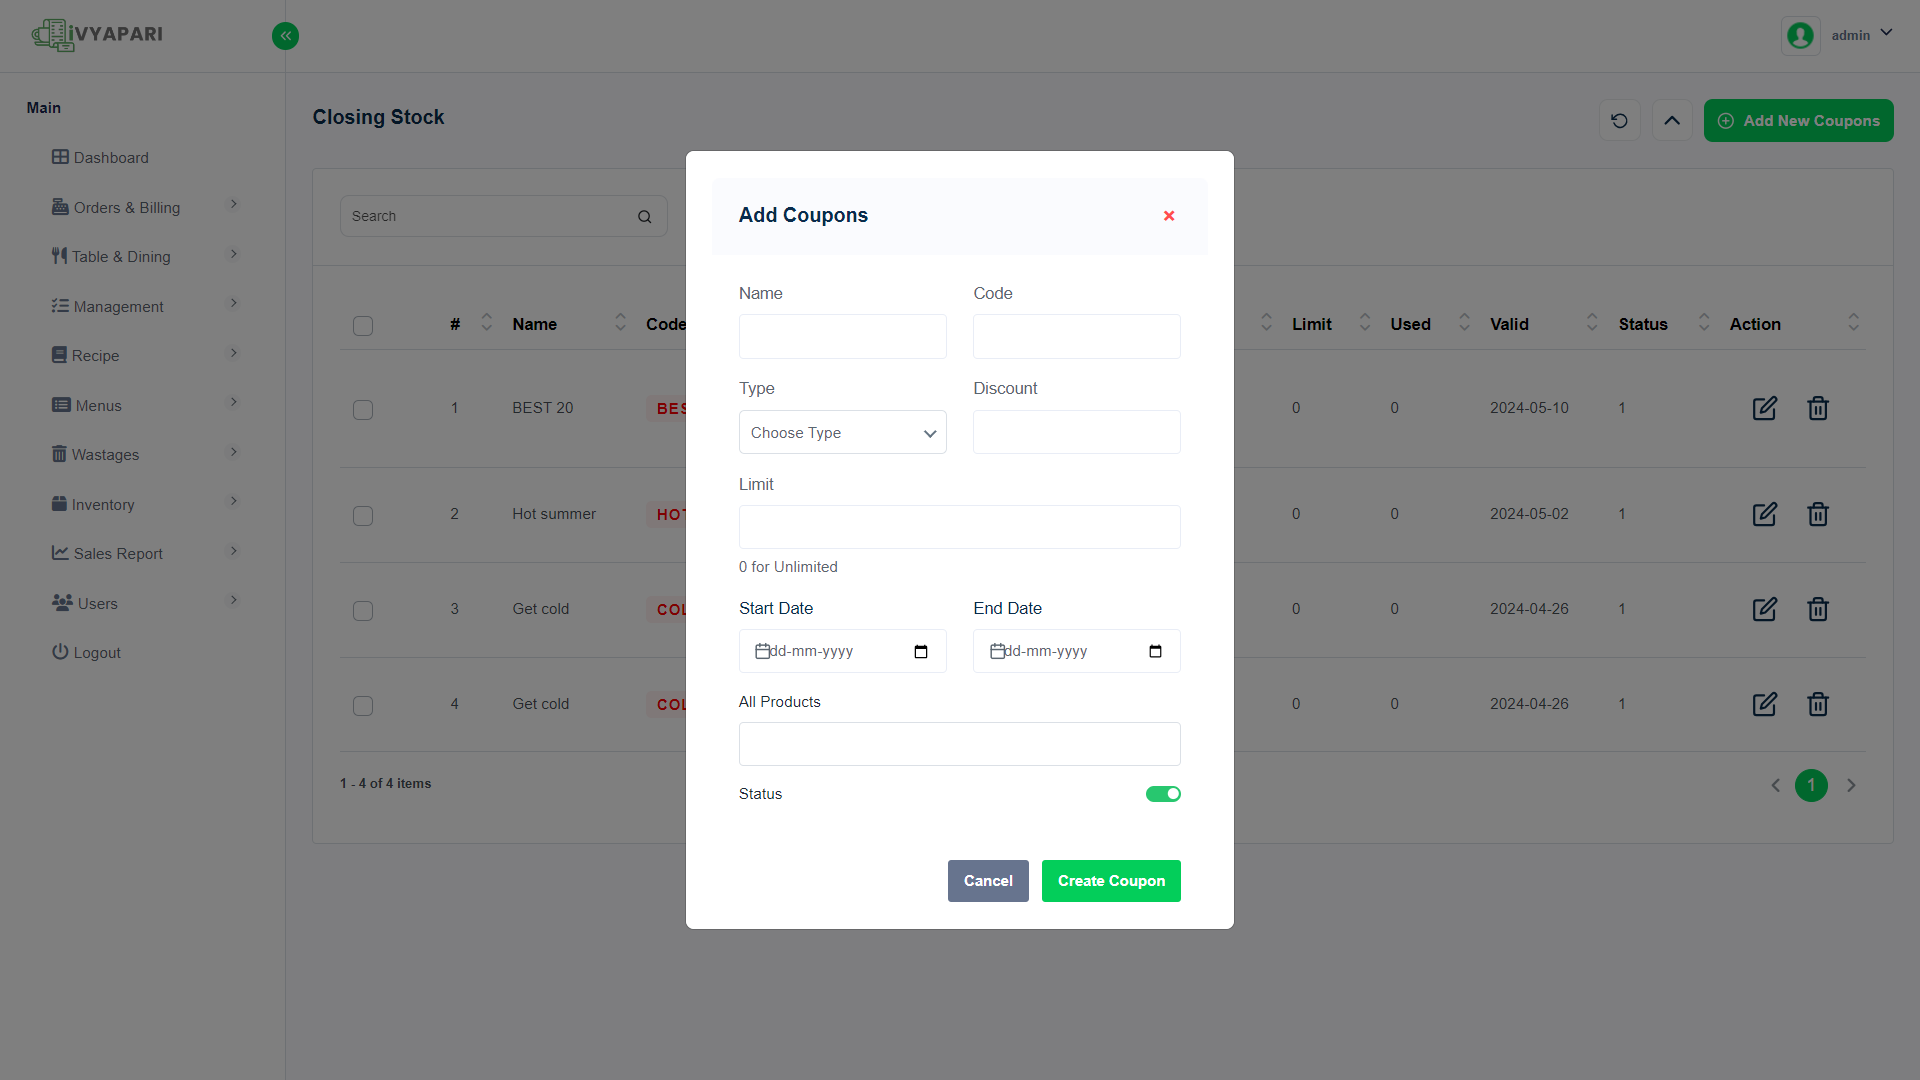 iVYAPARI
admin
Main
Dashboard
Orders & Billing
Table & Dining
Management
Recipe
Menus
Wastages
Inventory
Sales Report
Users
Logout
Closing Stock
Add New Coupons
Search
# Name Code Limit Used Valid Status Action
1 BEST 20 0 0 2024-05-10 1
2 Hot summer 0 0 2024-05-02 1
3 Get cold 0 0 2024-04-26 1
4 Get cold 0 0 2024-04-26 1
1 - 4 of 4 items
1
Add Coupons
Name Code
Type Discount
Choose Type
Limit
0 for Unlimited
Start Date End Date
dd-mm-yyyy dd-mm-yyyy
All Products
Status
Cancel Create Coupon